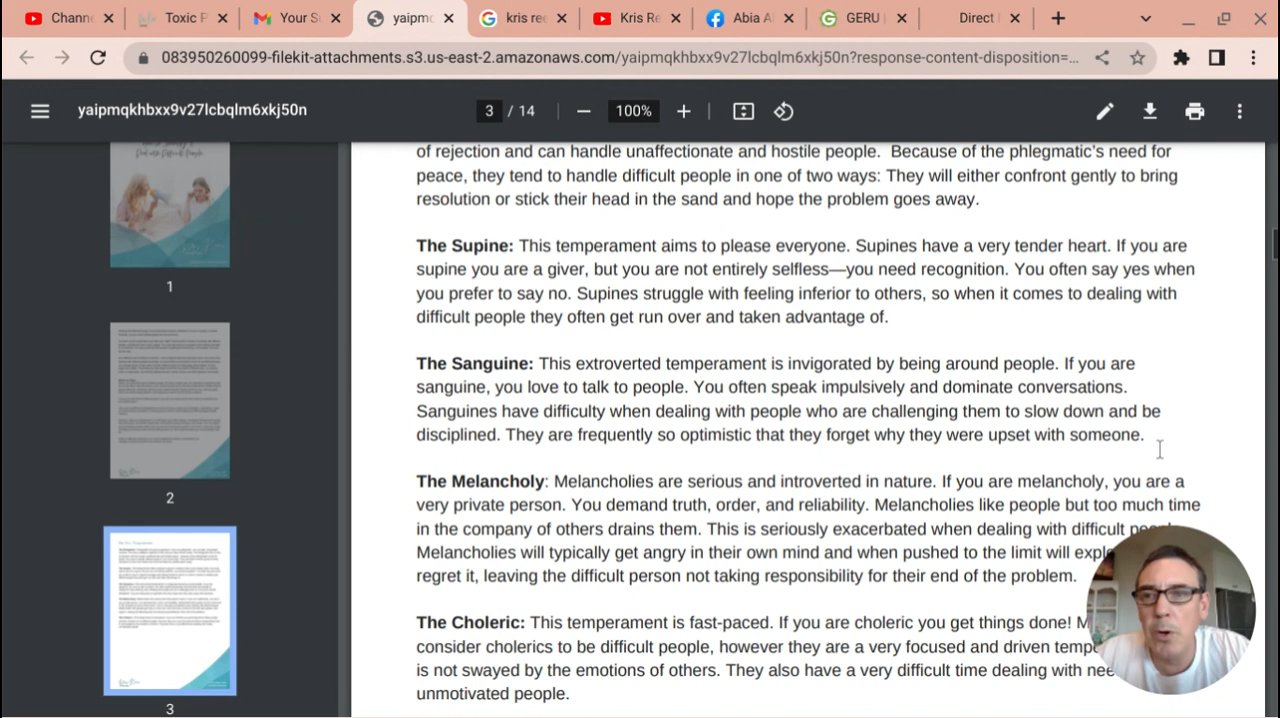 Channe
Toxic P
Your S
yaipmq
kris ree
Kris Re
Abia A
GERU |
Direct
083950260099-filekit-attachments.s3.us-east-2.amazonaws.com/yaipmqkhbxx9v27lcbqlm6xkj50n?response-content-disposition=...
yaipmqkhbxx9v27lcbqlm6xkj50n
3 / 14
100%
of rejection and can handle unaffectionate and hostile people. Because of the phlegmatic's need for
peace, they tend to handle difficult people in one of two ways: They will either confront gently to bring
resolution or stick their head in the sand and hope the problem goes away.
The Supine: This temperament aims to please everyone. Supines have a very tender heart. If you are
supine you are a giver, but you are not entirely selfless—you need recognition. You often say yes when
you prefer to say no. Supines struggle with feeling inferior to others, so when it comes to dealing with
difficult people they often get run over and taken advantage of.
The Sanguine: This extroverted temperament is invigorated by being around people. If you are
sanguine, you love to talk to people. You often speak impulsively and dominate conversations.
Sanguines have difficulty when dealing with people who are challenging them to slow down and be
disciplined. They are frequently so optimistic that they forget why they were upset with someone.
The Melancholy: Melancholies are serious and introverted in nature. If you are melancholy, you are a
very private person. You demand truth, order, and reliability. Melancholies like people but too much time
in the company of others drains them. This is seriously exacerbated when dealing with difficult
Melancholies will typically get angry in their own mind and when pushed to the limit will
regret it, leaving the difficult person not taking responsibility for their end of the problem.
The Choleric: This temperament is fast-paced. If you are choleric you get things done!
consider cholerics to be difficult people, however they are a very focused and driven
is not swayed by the emotions of others. They also have a very difficult time dealing with
unmotivated people.
1
2
3